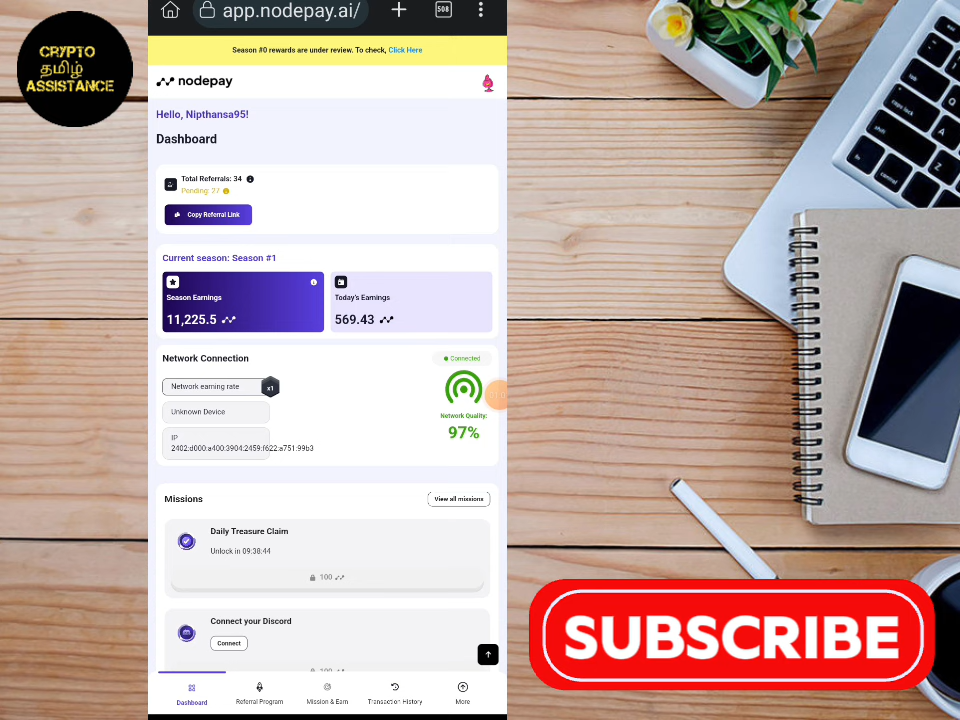 CRYPTO
தமிழ்
ASSISTANCE
app.nodepay.ai/
508
Season #0 rewards are under review. To check, Click Here
nodepay
Hello, Nipthansa95!
Dashboard
Total Referrals: 34
Pending: 27
Copy Referral Link
Current season: Season #1
Season Earnings
11,225.5
Today's Earnings
569.43
Network Connection
Connected
Network earning rate
x1
Unknown Device
IP:
2402:d000:a400:3904:2459:f622:a751:99b3
Network Quality:
97%
Missions
View all missions
Daily Treasure Claim
Unlock in 09:38:44
100
Connect your Discord
Connect
100
Dashboard
Referral Program
Mission & Earn
Transaction History
More
shift
control
SUBSCRIBE